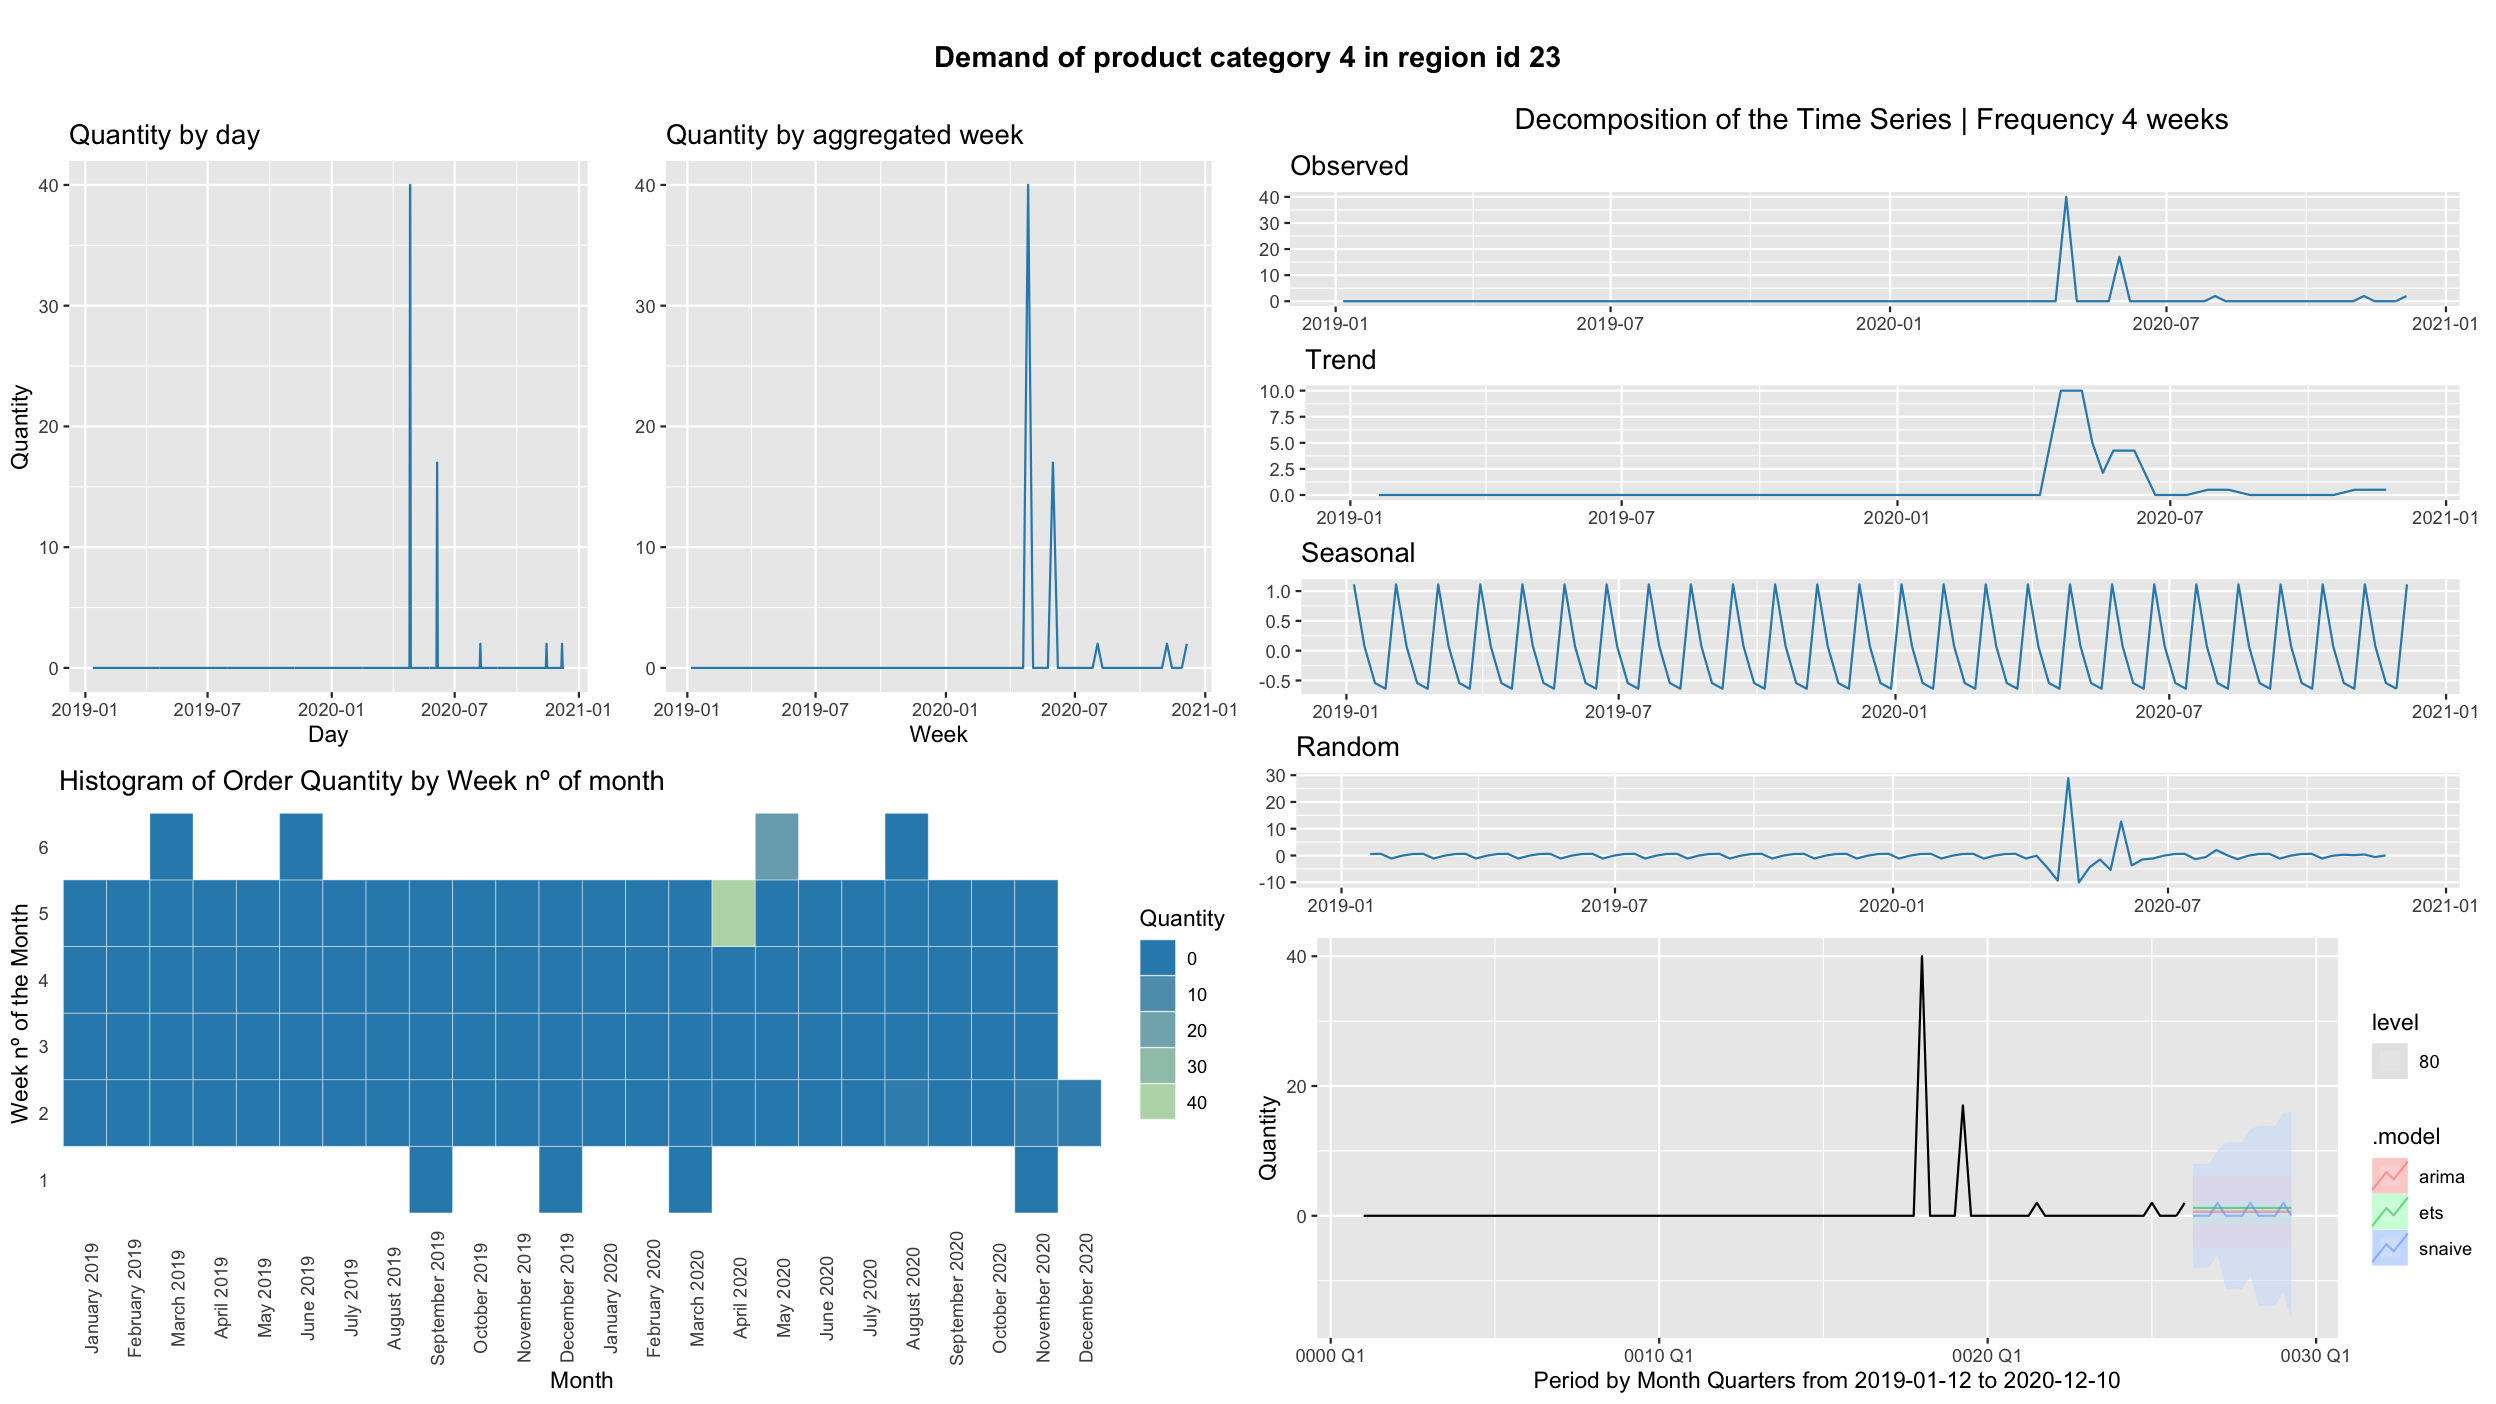 Demand of product category 4 in region id 23
Quantity by day
Quantity
40
30
20
10
0
2019-01 2019-07 2020-01 2020-07 2021-01
Day
Quantity by aggregated week
40
30
20
10
0
2019-01 2019-07 2020-01 2020-07 2021-01
Week
Histogram of Order Quantity by Week nº of month
Week nº of the Month
6
5
4
3
2
1
January 2019
February 2019
March 2019
April 2019
May 2019
June 2019
July 2019
August 2019
September 2019
October 2019
November 2019
December 2019
January 2020
February 2020
March 2020
April 2020
May 2020
June 2020
July 2020
August 2020
September 2020
October 2020
November 2020
December 2020
Month
Quantity
0
10
20
30
40
Decomposition of the Time Series | Frequency 4 weeks
Observed
40
30
20
10
0
2019-01 2019-07 2020-01 2020-07 2021-01
Trend
10.0
7.5
5.0
2.5
0.0
2019-01 2019-07 2020-01 2020-07 2021-01
Seasonal
1.0
0.5
0.0
-0.5
2019-01 2019-07 2020-01 2020-07 2021-01
Random
30
20
10
0
-10
2019-01 2019-07 2020-01 2020-07 2021-01
Quantity
40
20
0
0000 Q1 0010 Q1 0020 Q1 0030 Q1
Period by Month Quarters from 2019-01-12 to 2020-12-10
level
80
.model
arima
ets
snaive